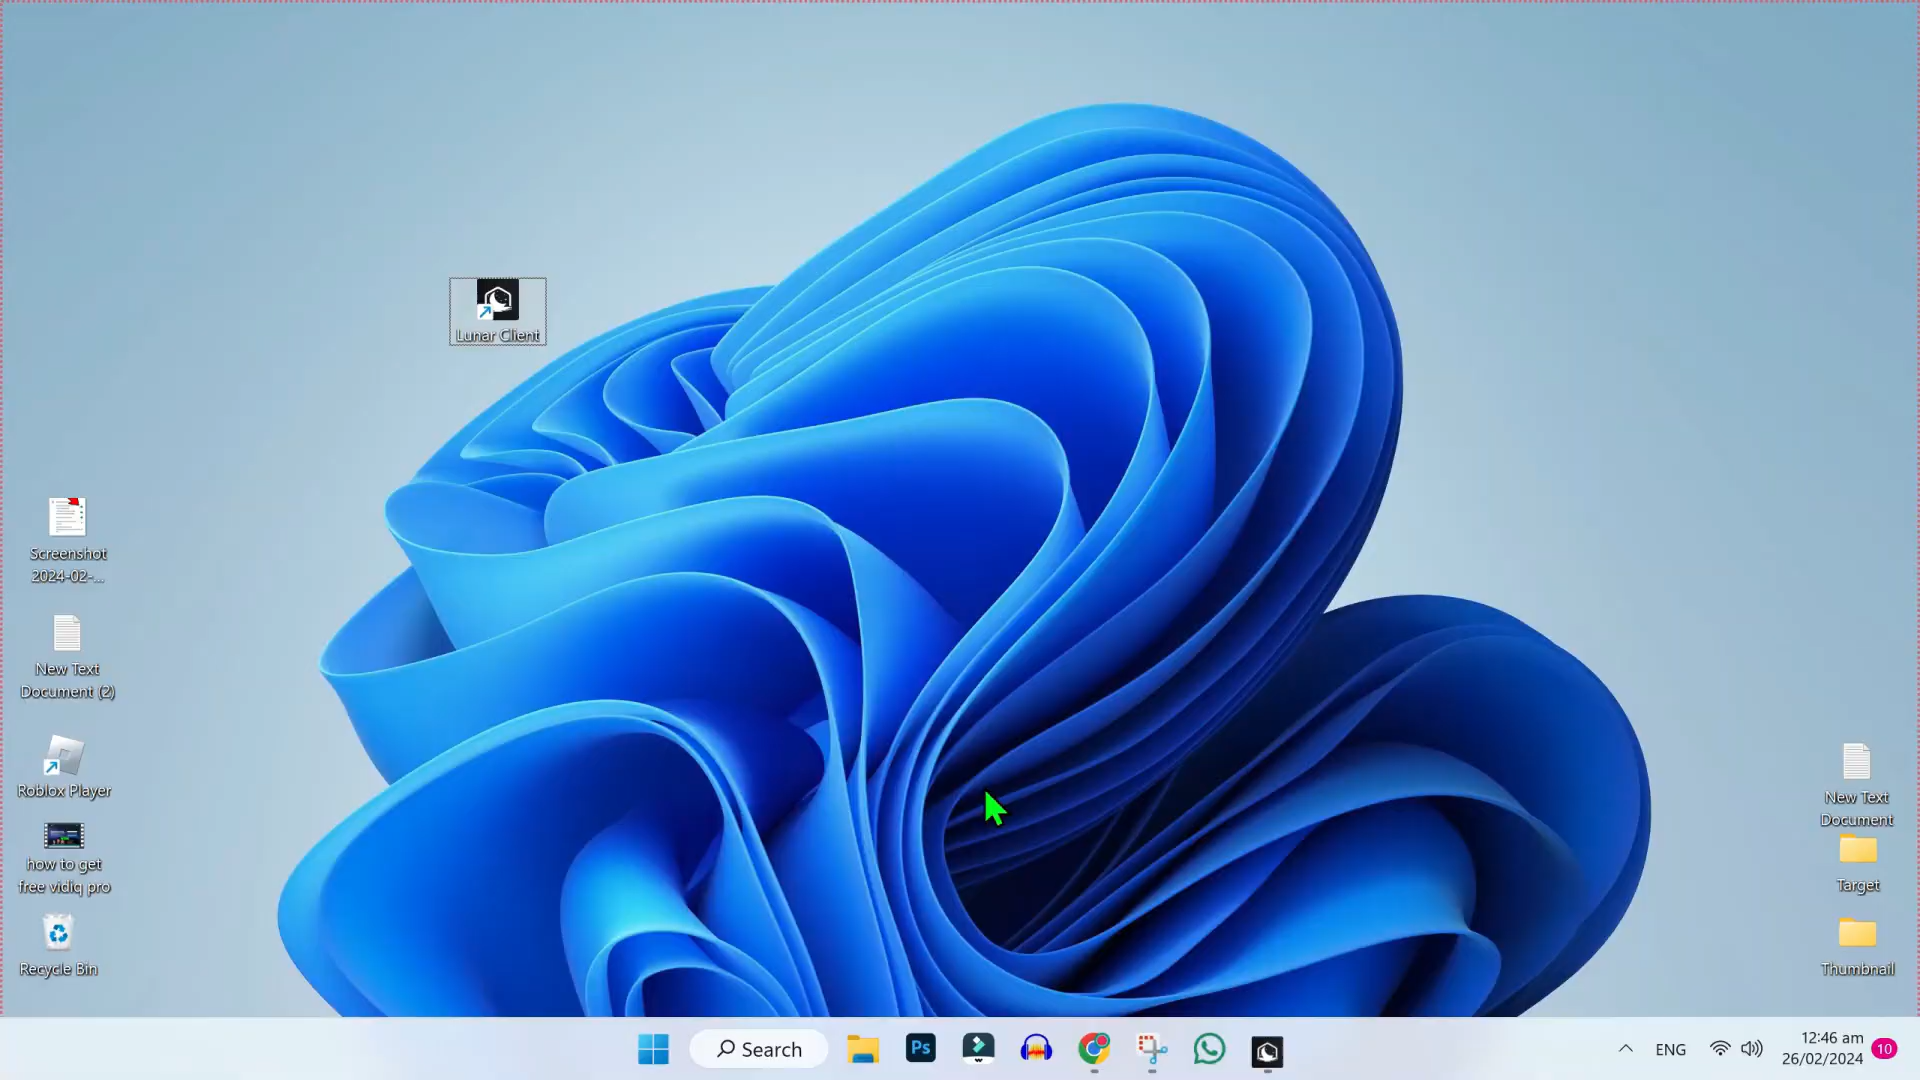 Lunar Client
Screenshot
2024-02-...
New Text
Document (2)
Roblox Player
how to get
free vidiq pro
Recycle Bin
New Text
Document
Target
Thumbnail
Search
Ps
ENG
12:46 am
26/02/2024
10